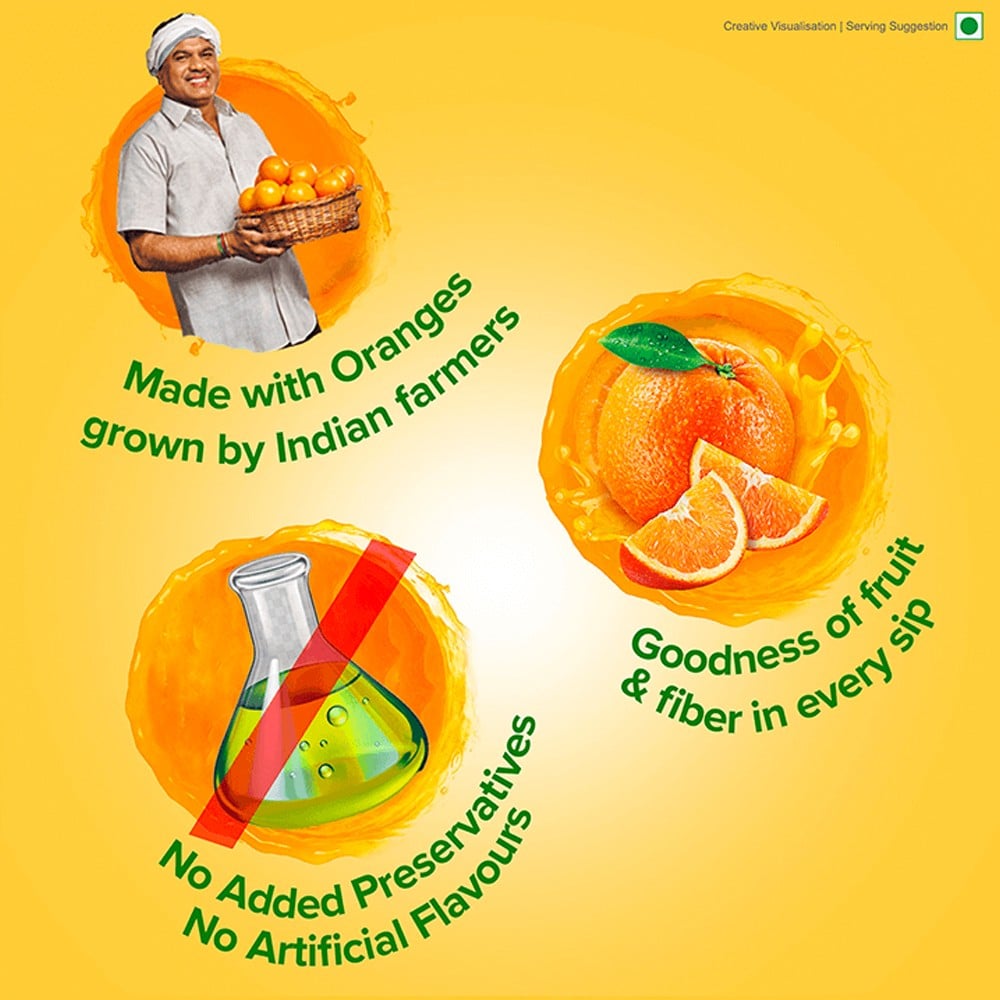 Creative Visualisation | Serving Suggestion
Made with Oranges
grown by Indian farmers
Goodness of fruit
& fiber in every sip
No Added Preservatives
No Artificial Flavours